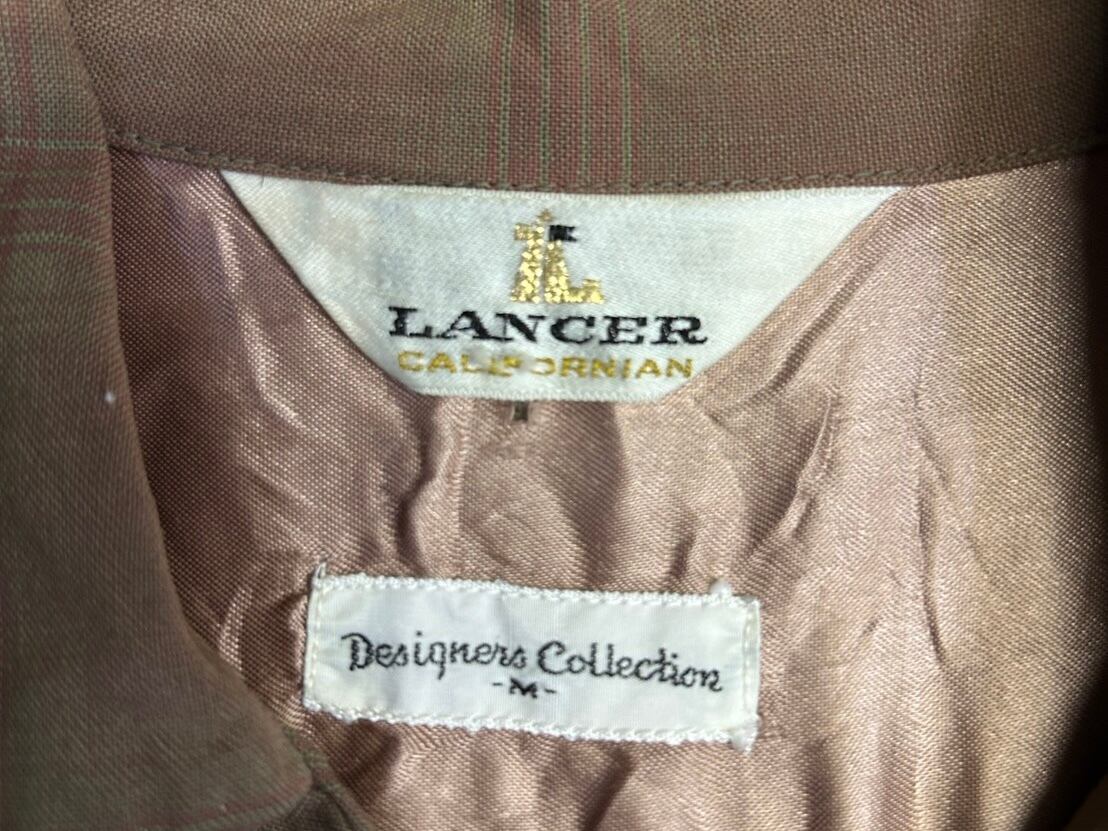 LANCER
CALIFORNIAN
Designers Collection
-M-